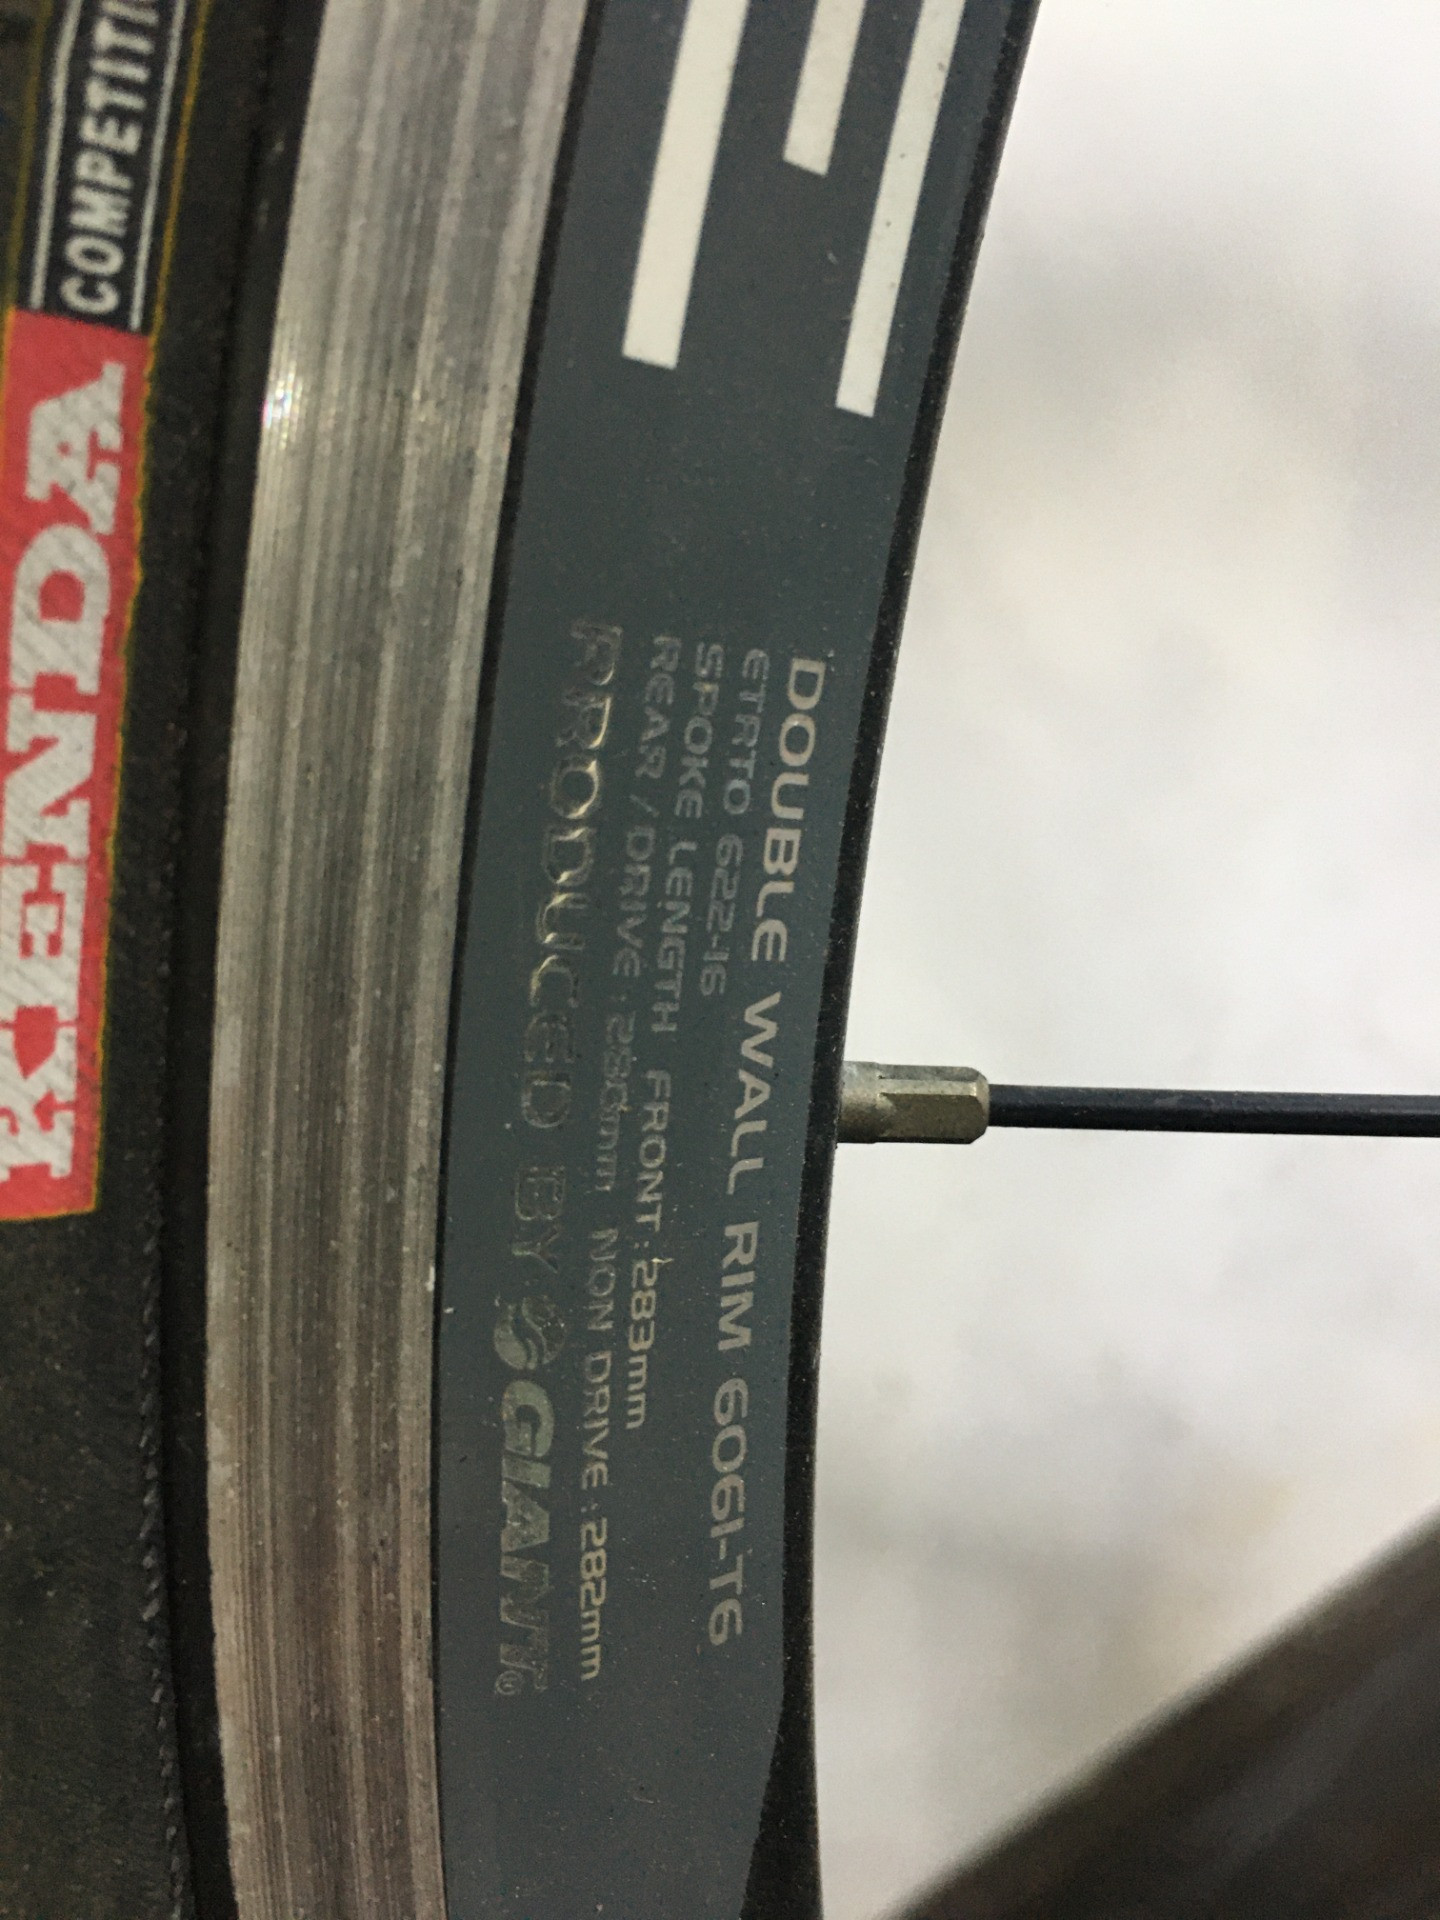 KENDA
COMPETITI
DOUBLE WALL RIM 6061-T6
ETRTO 622-16
SPOKE LENGTH FRONT : 283mm
REAR / DRIVE : 280mm NON DRIVE : 282mm
PRODUCED BY GIANT®